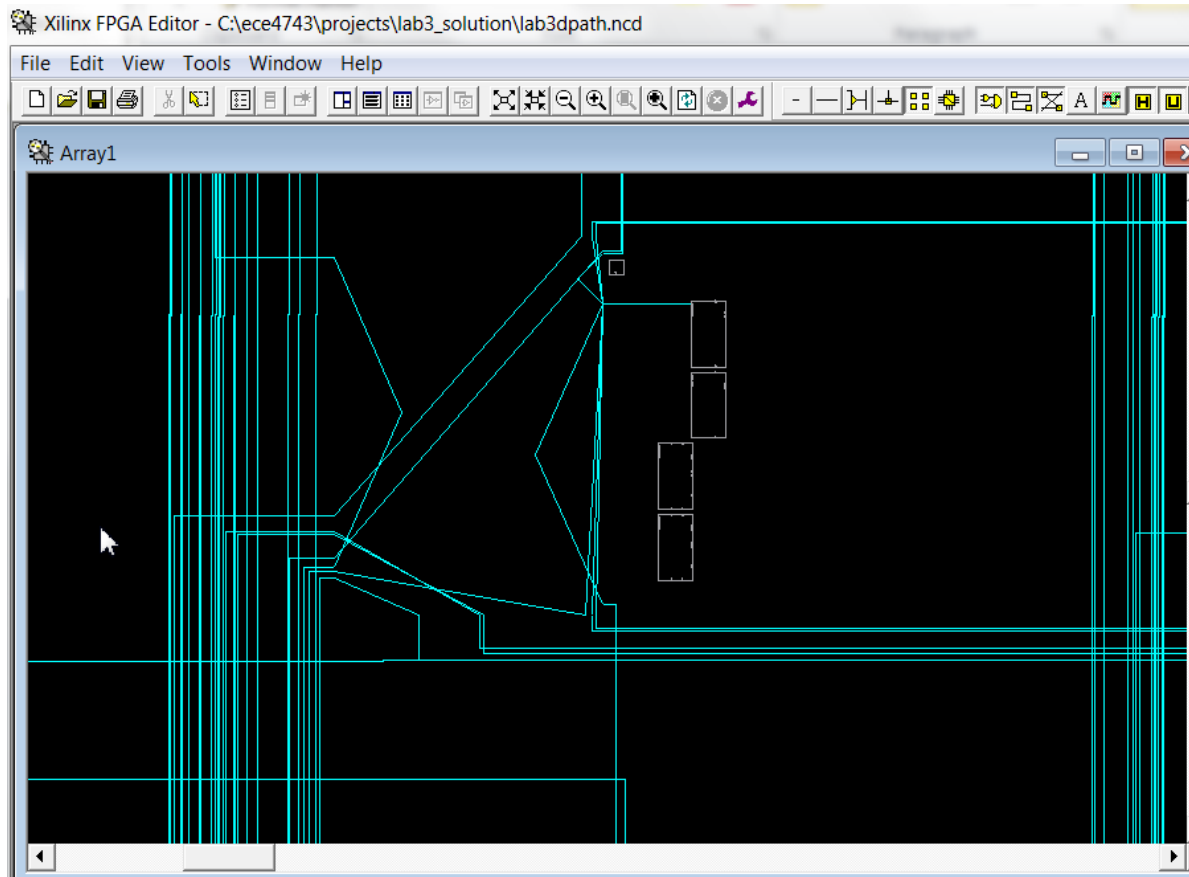 Xilinx FPGA Editor - C:\ece4743\projects\lab3_solution\lab3dpath.ncd
File Edit View Tools Window Help
A
H U
Array1